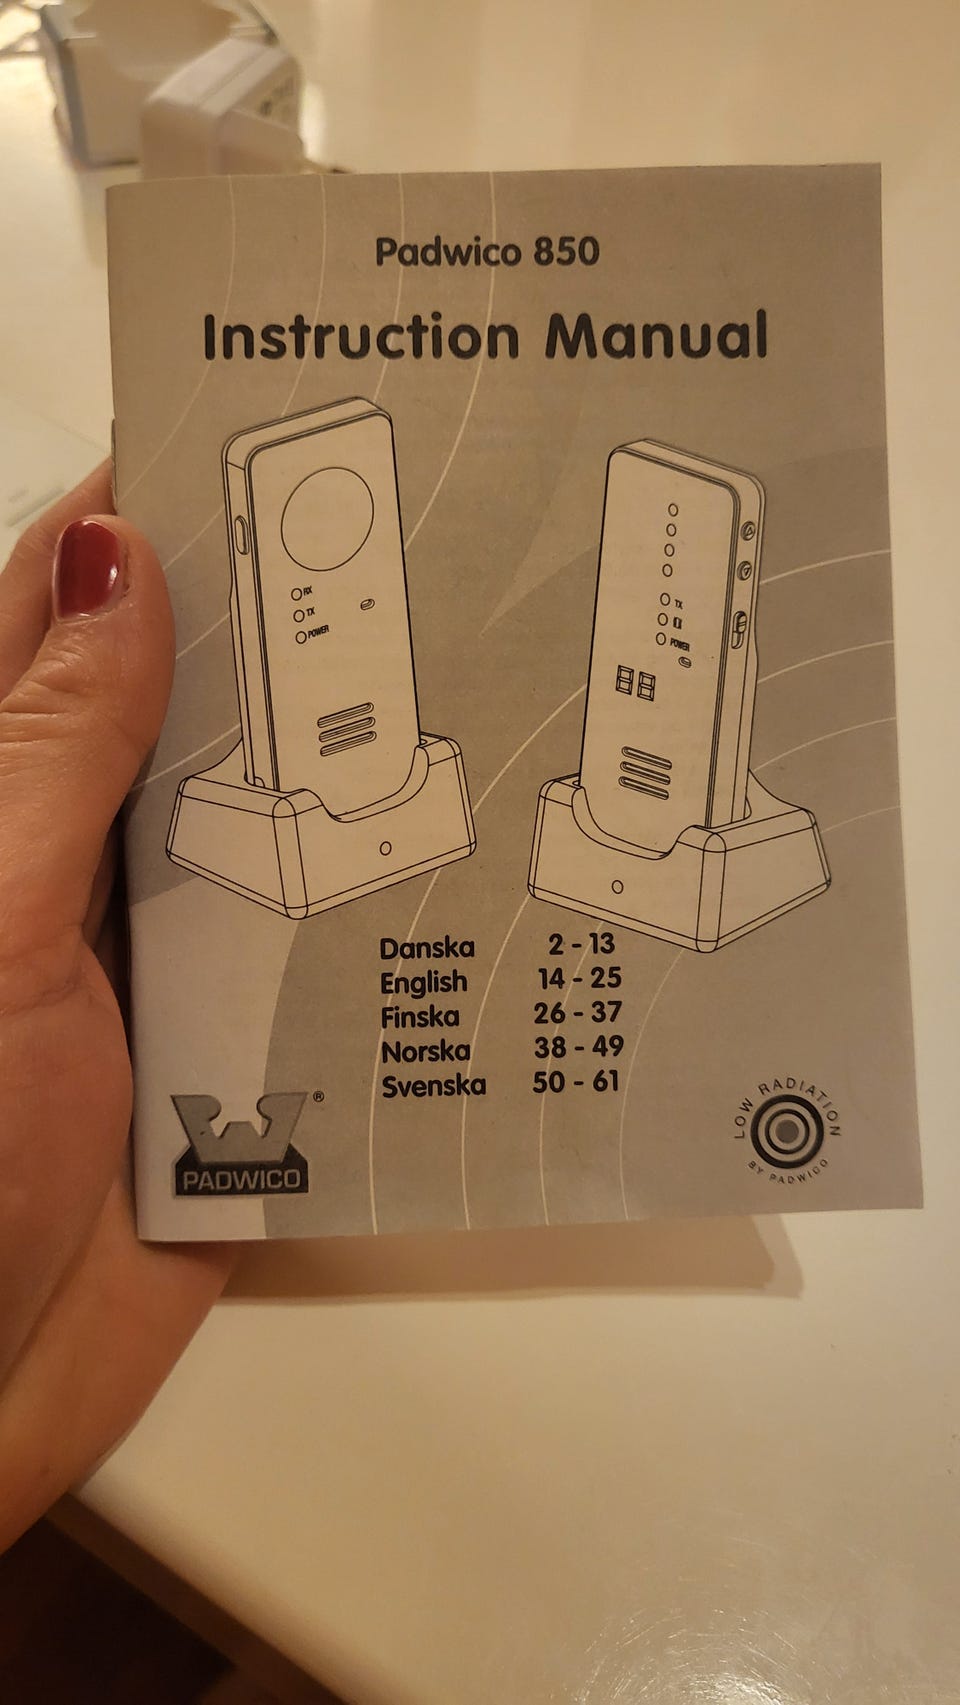 Padwico 850
Instruction Manual
RX
TX
POWER
TX
POWER
88
Danska 2 - 13
English 14 - 25
Finska 26 - 37
Norska 38 - 49
Svenska 50 - 61
®
PADWICO
LOW RADIATION
BY PADWICO